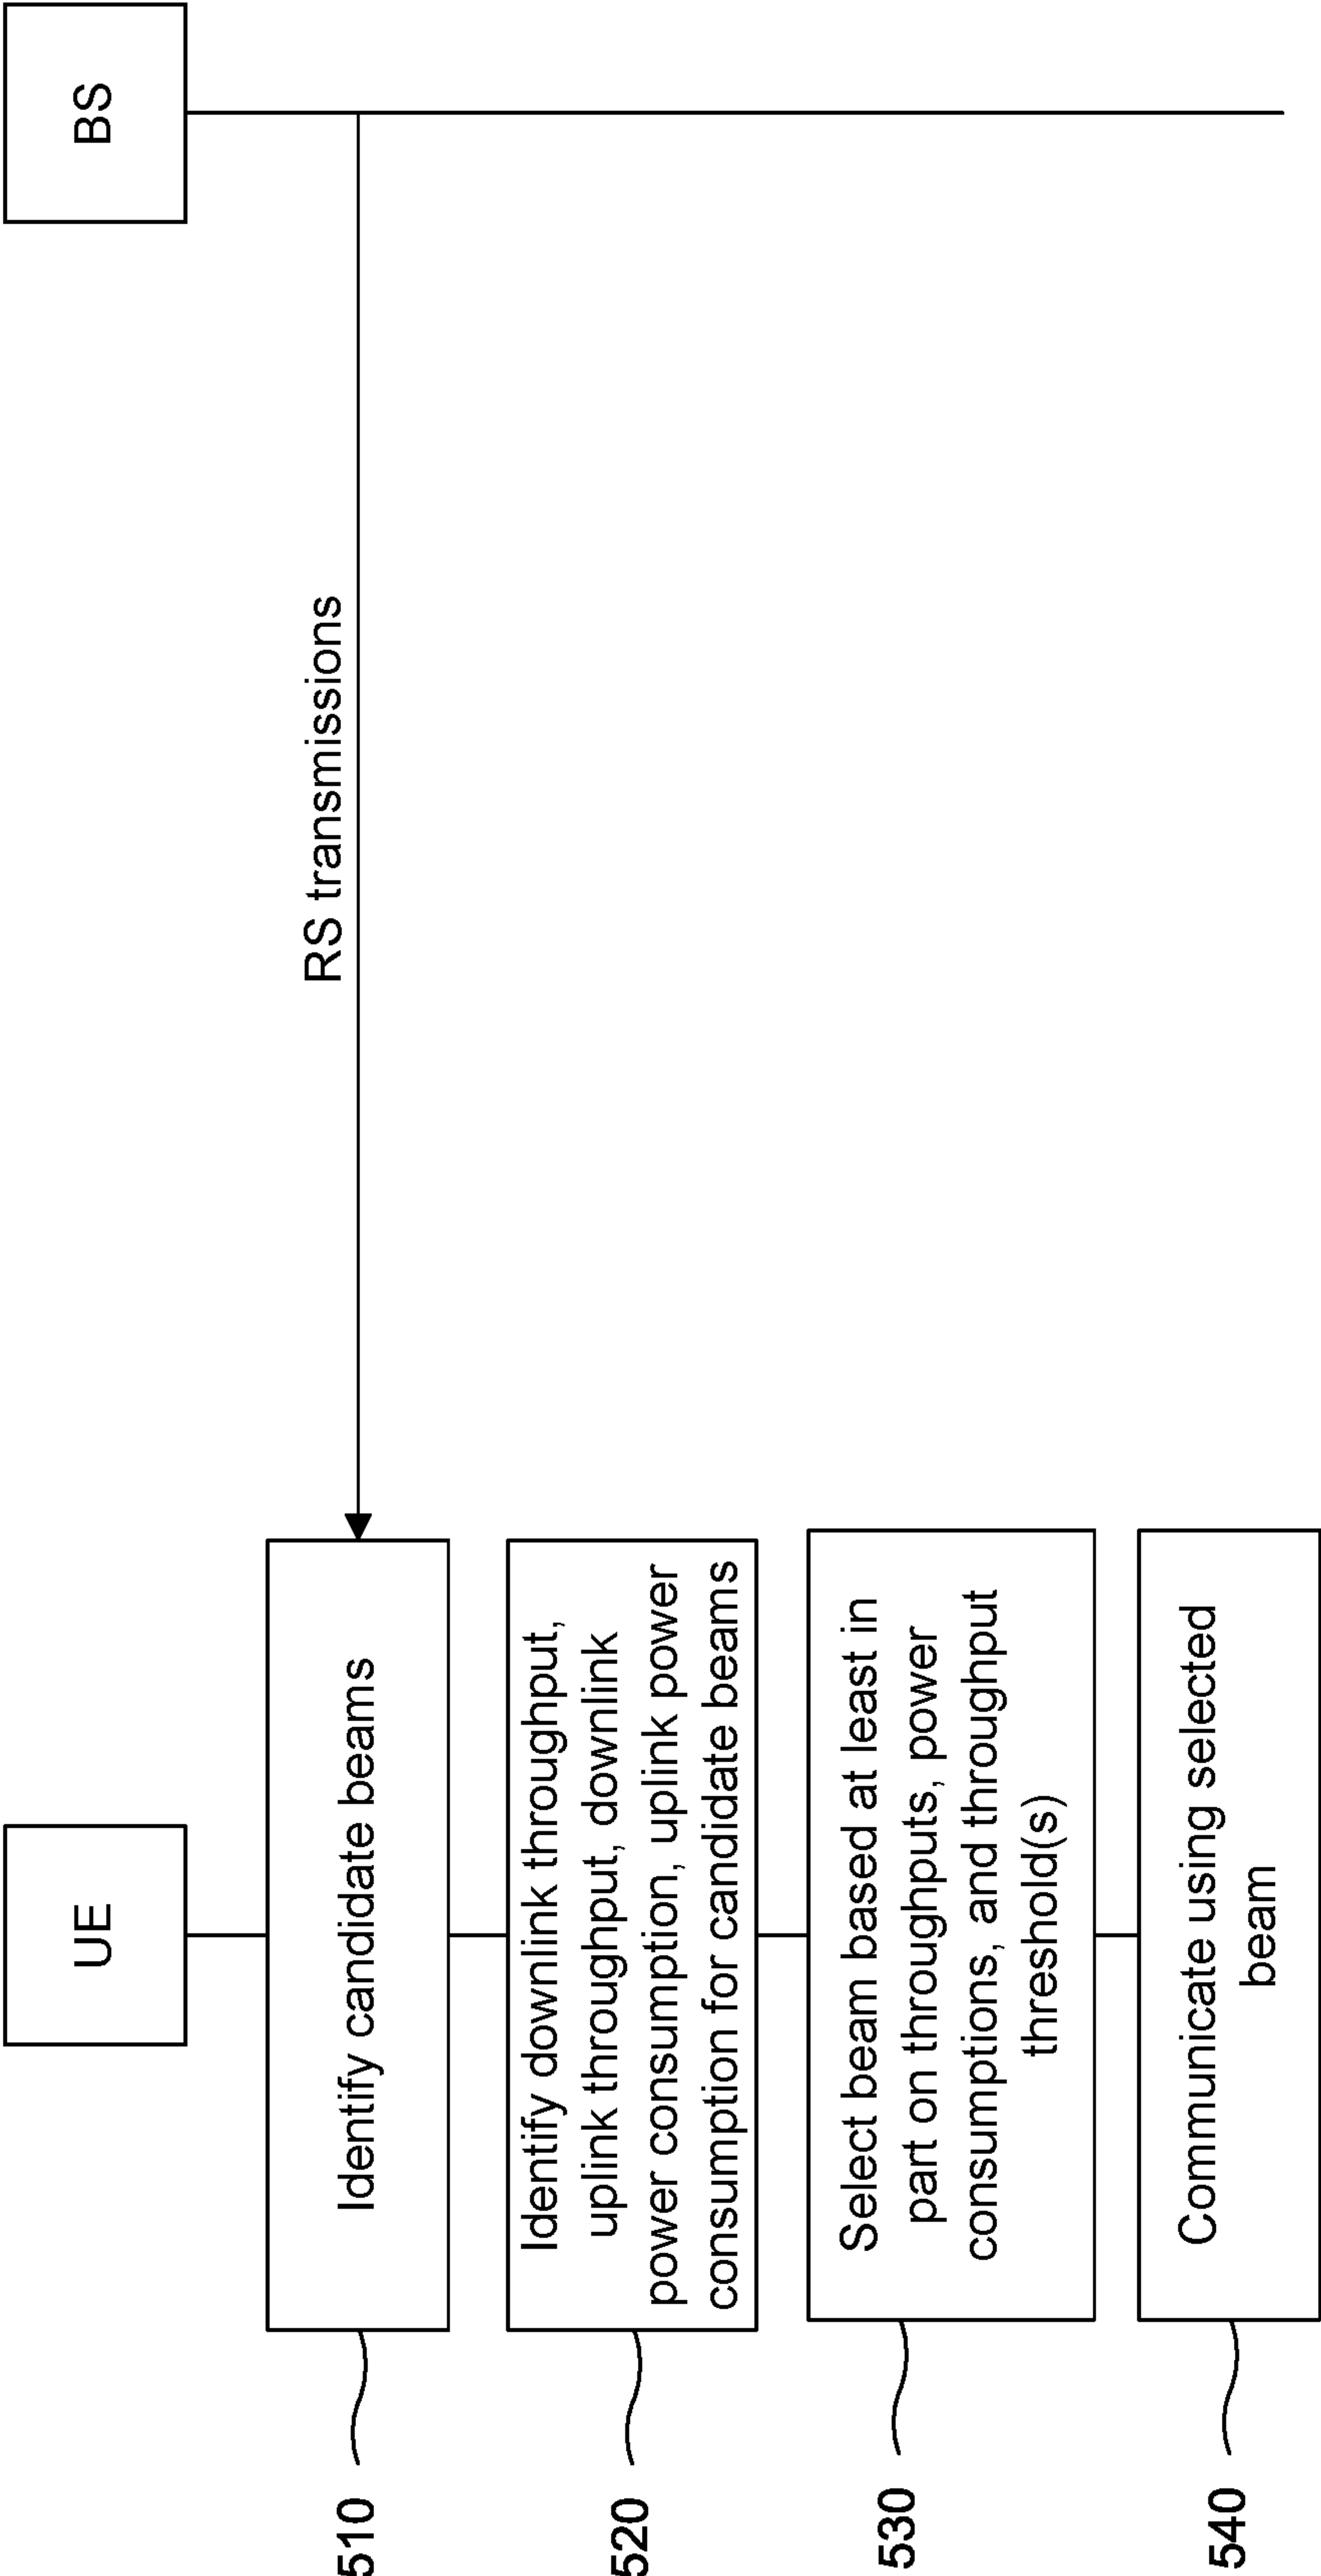 UE
BS
RS transmissions
510
Identify candidate beams
520
Identify downlink throughput,
uplink throughput, downlink
power consumption, uplink power
consumption for candidate beams
530
Select beam based at least in
part on throughputs, power
consumptions, and throughput
threshold(s)
540
Communicate using selected
beam